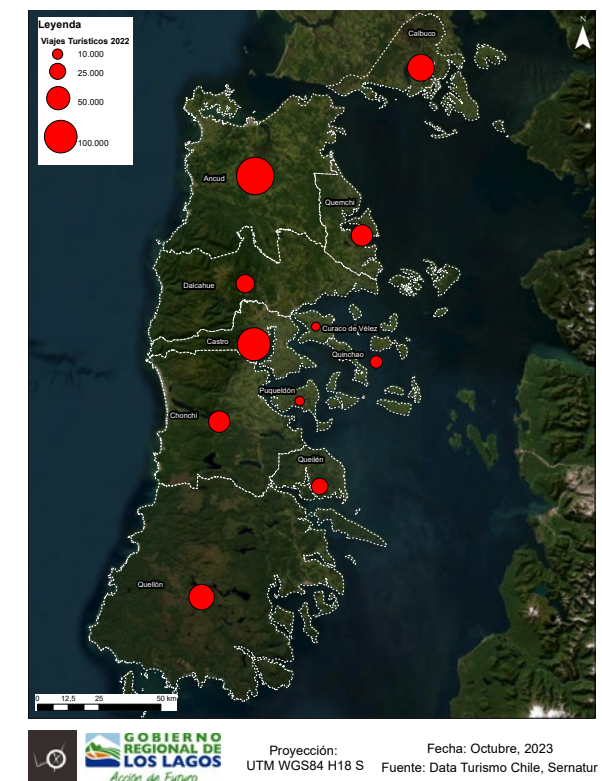 Leyenda
Viajes Turísticos 2022
10.000
25.000
50.000
100.000
N
Calbuco
Ancud
Quemchi
Dalcahue
Curaco de Vélez
Castro
Quinchao
Puqueldón
Chonchi
Queilén
Quellón
0 12,5 25 50 km
GOBIERNO
REGIONAL DE
LOS LAGOS
Acción de Futuro
Proyección:
UTM WGS84 H18 S
Fecha: Octubre, 2023
Fuente: Data Turismo Chile, Sernatur